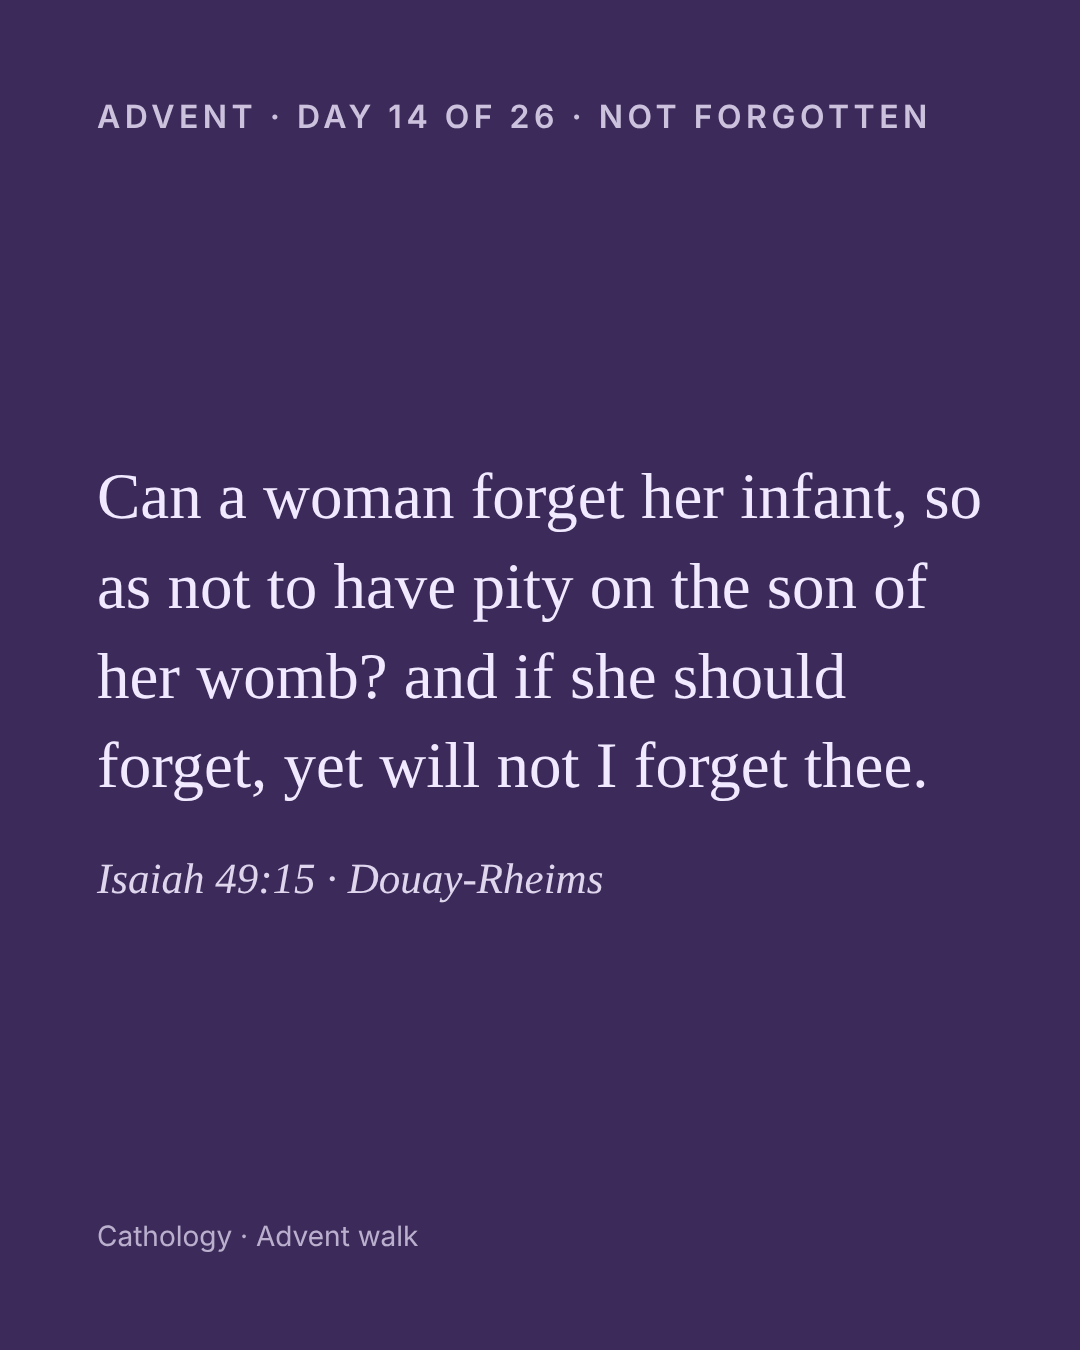 ADVENT · DAY 14 OF 26 · NOT FORGOTTEN
Can a woman forget her infant, so
as not to have pity on the son of
her womb? and if she should
forget, yet will not I forget thee.
Isaiah 49:15 · Douay-Rheims
Cathology · Advent walk